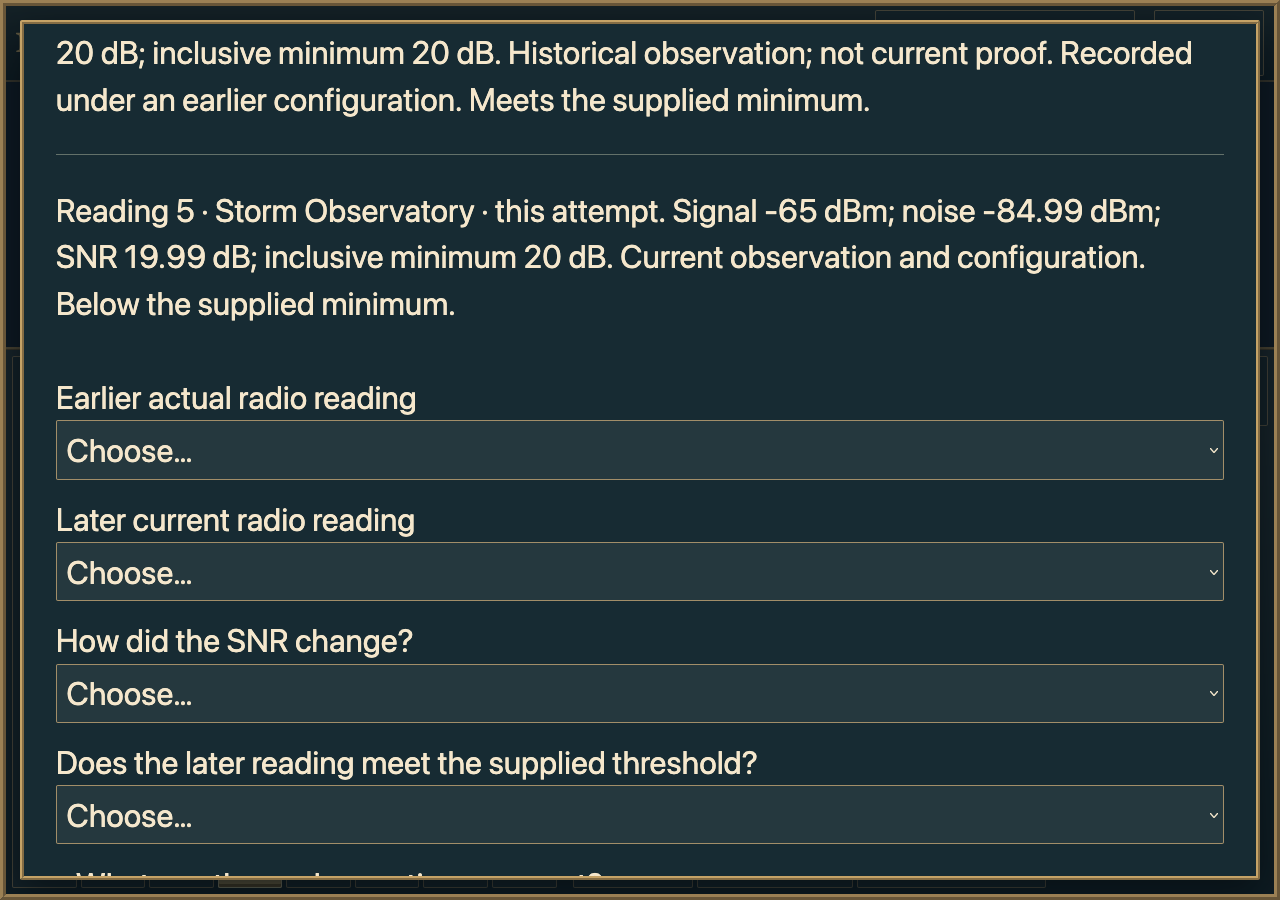 20 dB; inclusive minimum 20 dB. Historical observation; not current proof. Recorded
under an earlier configuration. Meets the supplied minimum.
Reading 5 · Storm Observatory · this attempt. Signal -65 dBm; noise -84.99 dBm;
SNR 19.99 dB; inclusive minimum 20 dB. Current observation and configuration.
Below the supplied minimum.
Earlier actual radio reading
Choose...
Later current radio reading
Choose...
How did the SNR change?
Choose...
Does the later reading meet the supplied threshold?
Choose...